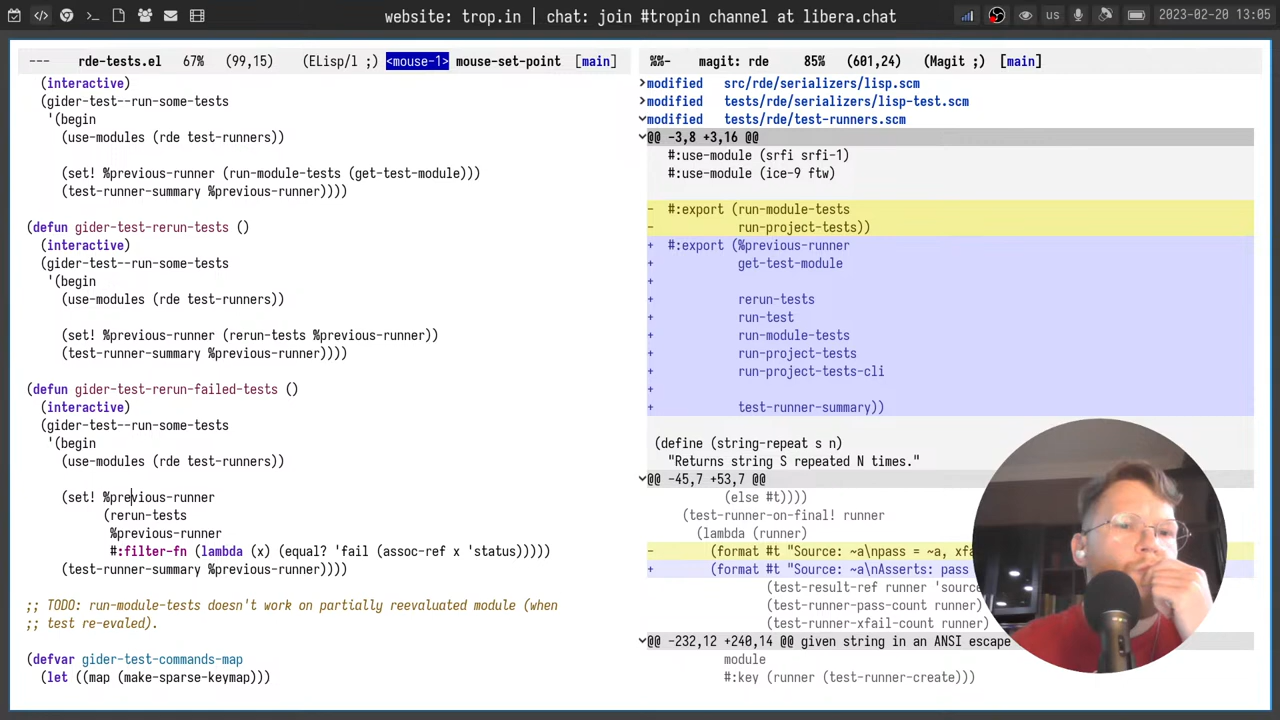 website: trop.in | chat: join #tropin channel at libera.chat
us
2023-02-20 13:05
--- rde-tests.el 67% (99,15) (ELisp/l ;) <mouse-1> mouse-set-point [main]
(interactive)
(gider-test--run-some-tests
'(begin
(use-modules (rde test-runners))
(set! %previous-runner (run-module-tests (get-test-module)))
(test-runner-summary %previous-runner))))
(defun gider-test-rerun-tests ()
(interactive)
(gider-test--run-some-tests
'(begin
(use-modules (rde test-runners))
(set! %previous-runner (rerun-tests %previous-runner))
(test-runner-summary %previous-runner))))
(defun gider-test-rerun-failed-tests ()
(interactive)
(gider-test--run-some-tests
'(begin
(use-modules (rde test-runners))
(set! %previous-runner
(rerun-tests
%previous-runner
#:filter-fn (lambda (x) (equal? 'fail (assoc-ref x 'status)))))
(test-runner-summary %previous-runner))))
;; TODO: run-module-tests doesn't work on partially reevaluated module (when
;; test re-evaled).
(defvar gider-test-commands-map
(let ((map (make-sparse-keymap)))
%%- magit: rde 85% (601,24) (Magit ;) [main]
modified src/rde/serializers/lisp.scm
modified tests/rde/serializers/lisp-test.scm
modified tests/rde/test-runners.scm
@@ -3,8 +3,16 @@
#:use-module (srfi srfi-1)
#:use-module (ice-9 ftw)
- #:export (run-module-tests
- run-project-tests))
+ #:export (%previous-runner
+ get-test-module
+
+ rerun-tests
+ run-test
+ run-module-tests
+ run-project-tests
+ run-project-tests-cli
+
+ test-runner-summary))
(define (string-repeat s n)
"Returns string S repeated N times."
@@ -45,7 +53,7 @@
(else #t))))
(test-runner-on-final! runner
(lambda (runner)
- (format #t "Source: ~a\npass = ~a, xfa
+ (format #t "Source: ~a\nAsserts: pass
(test-result-ref runner 'source
(test-runner-pass-count runner)
(test-runner-xfail-count runner)
@@ -232,12 +240,14 @@ given string in an ANSI escape
module
#:key (runner (test-runner-create)))